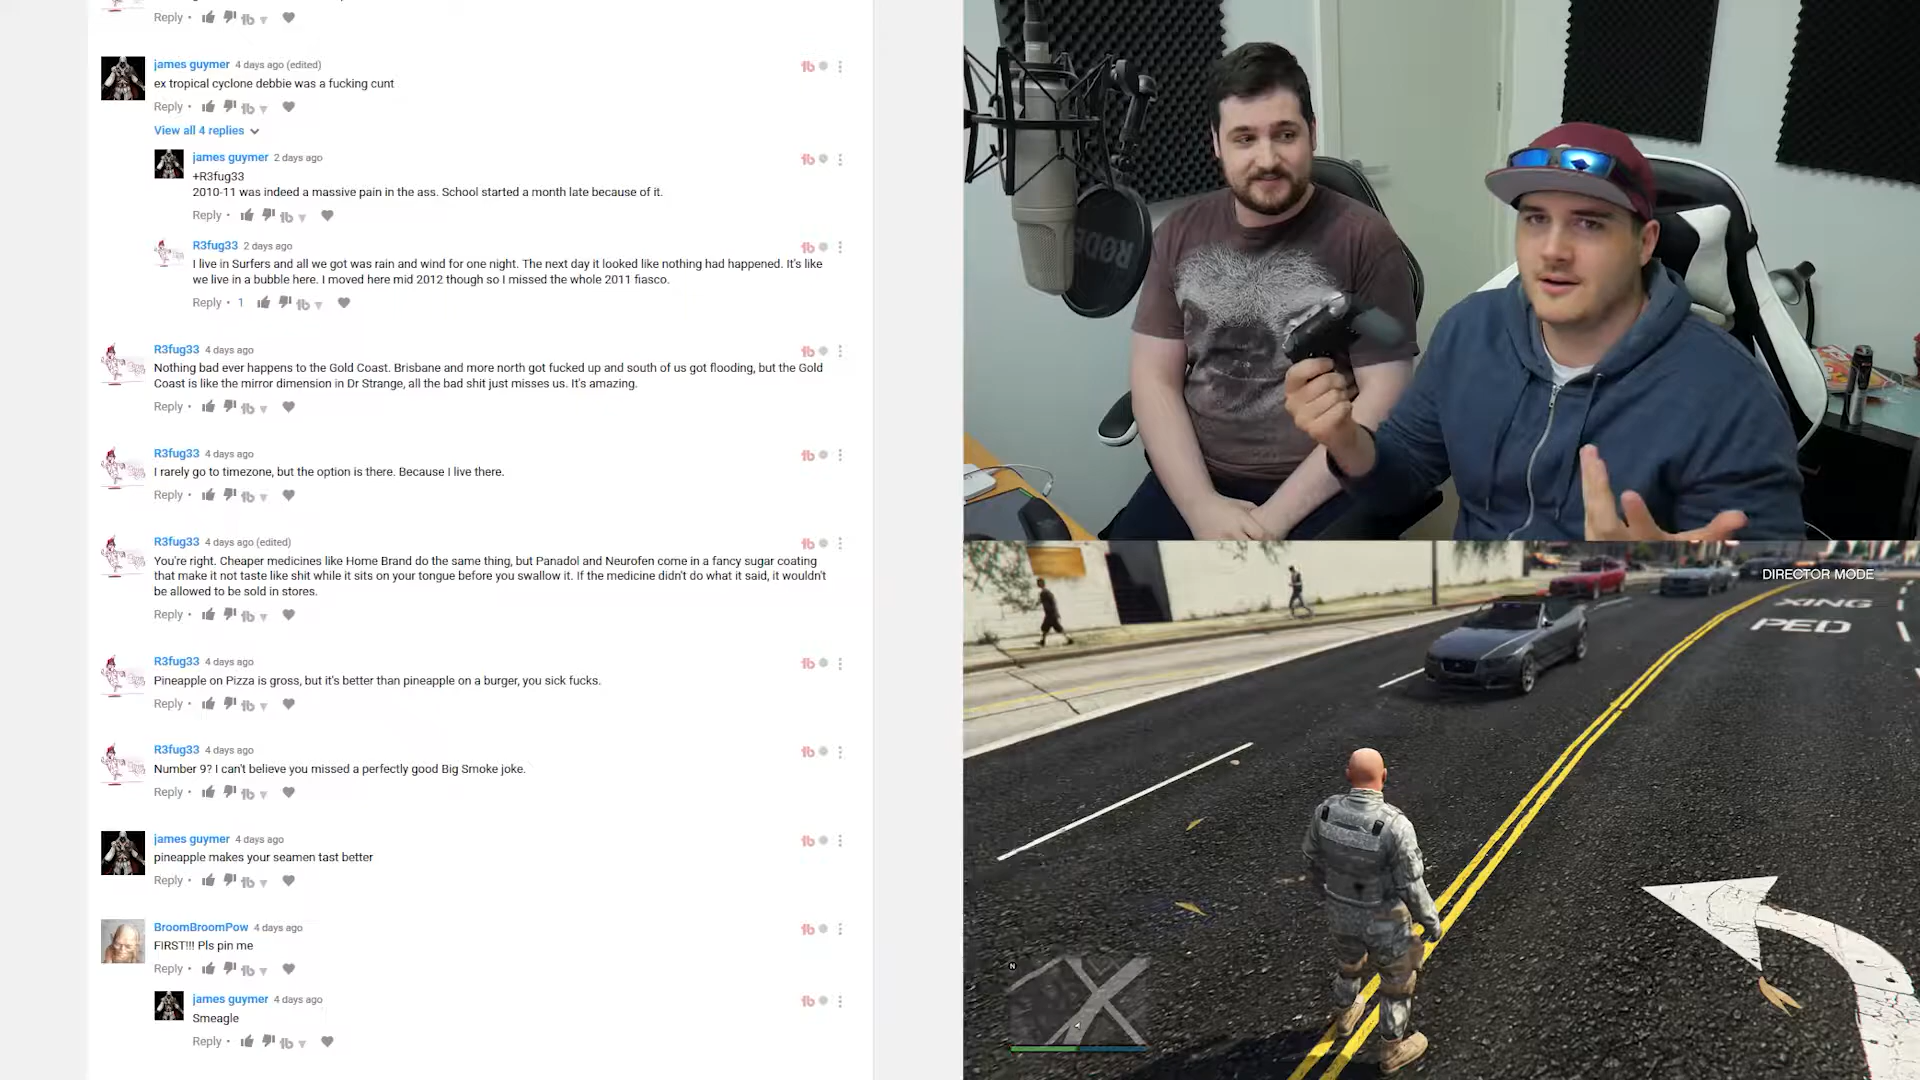 Reply •
james guymer 4 days ago (edited)
ex tropical cyclone debbie was a fucking cunt
Reply •
View all 4 replies
james guymer 2 days ago
+R3fug33
2010-11 was indeed a massive pain in the ass. School started a month late because of it.
Reply •
R3fug33 2 days ago
I live in Surfers and all we got was rain and wind for one night. The next day it looked like nothing had happened. It's like
we live in a bubble here. I moved here mid 2012 though so I missed the whole 2011 fiasco.
Reply • 1
R3fug33 4 days ago
Nothing bad ever happens to the Gold Coast. Brisbane and more north got fucked up and south of us got flooding, but the Gold
Coast is like the mirror dimension in Dr Strange, all the bad shit just misses us. It's amazing.
Reply •
R3fug33 4 days ago
I rarely go to timezone, but the option is there. Because I live there.
Reply •
R3fug33 4 days ago (edited)
You're right. Cheaper medicines like Home Brand do the same thing, but Panadol and Neurofen come in a fancy sugar coating
that make it not taste like shit while it sits on your tongue before you swallow it. If the medicine didn't do what it said, it wouldn't
be allowed to be sold in stores.
Reply •
R3fug33 4 days ago
Pineapple on Pizza is gross, but it's better than pineapple on a burger, you sick fucks.
Reply •
R3fug33 4 days ago
Number 9? I can't believe you missed a perfectly good Big Smoke joke.
Reply •
james guymer 4 days ago
pineapple makes your seamen tast better
Reply •
BroomBroomPow 4 days ago
FIRST!!! Pls pin me
Reply •
james guymer 4 days ago
Smeagle
Reply •
RØDE
DIRECTOR MODE
XING
PED
N